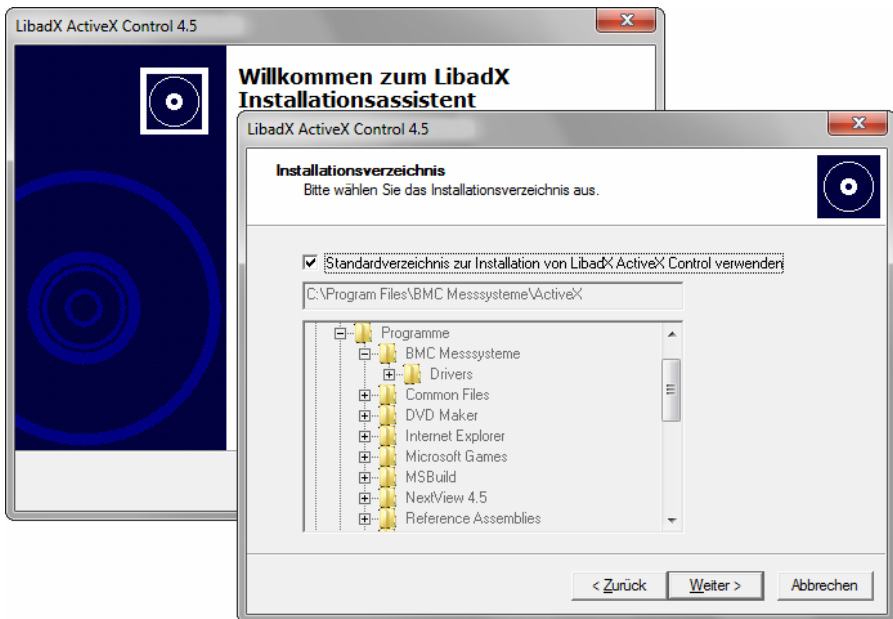 LibadX ActiveX Control 4.5
Willkommen zum LibadX
Installationsassistent
LibadX ActiveX Control 4.5
Installationsverzeichnis
Bitte wählen Sie das Installationsverzeichnis aus.
Standardverzeichnis zur Installation von LibadX ActiveX Control verwenden
C:\Program Files\BMC Messsysteme\ActiveX
Programme
BMC Messsysteme
Drivers
Common Files
DVD Maker
Internet Explorer
Microsoft Games
MSBuild
NextView 4.5
Reference Assemblies
< Zurück
Weiter >
Abbrechen